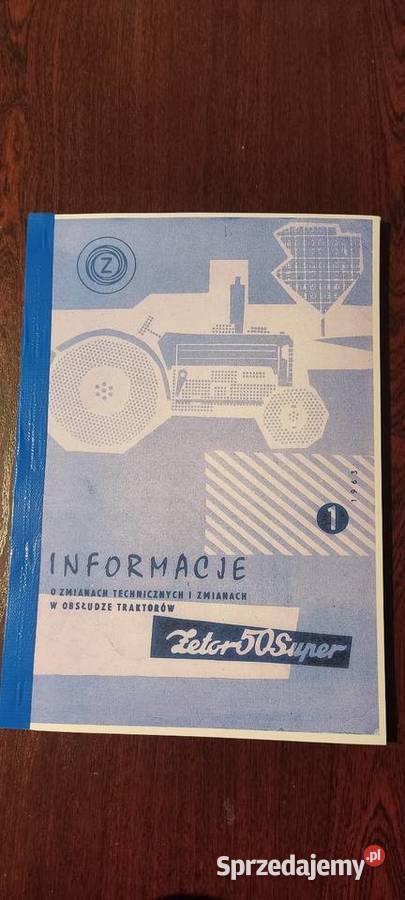 Z
1963
1
INFORMACJE
O ZMIANACH TECHNICZNYCH I ZMIANACH
W OBSŁUDZE TRAKTORÓW
Zetor 50 Super
Sprzedajemy.pl